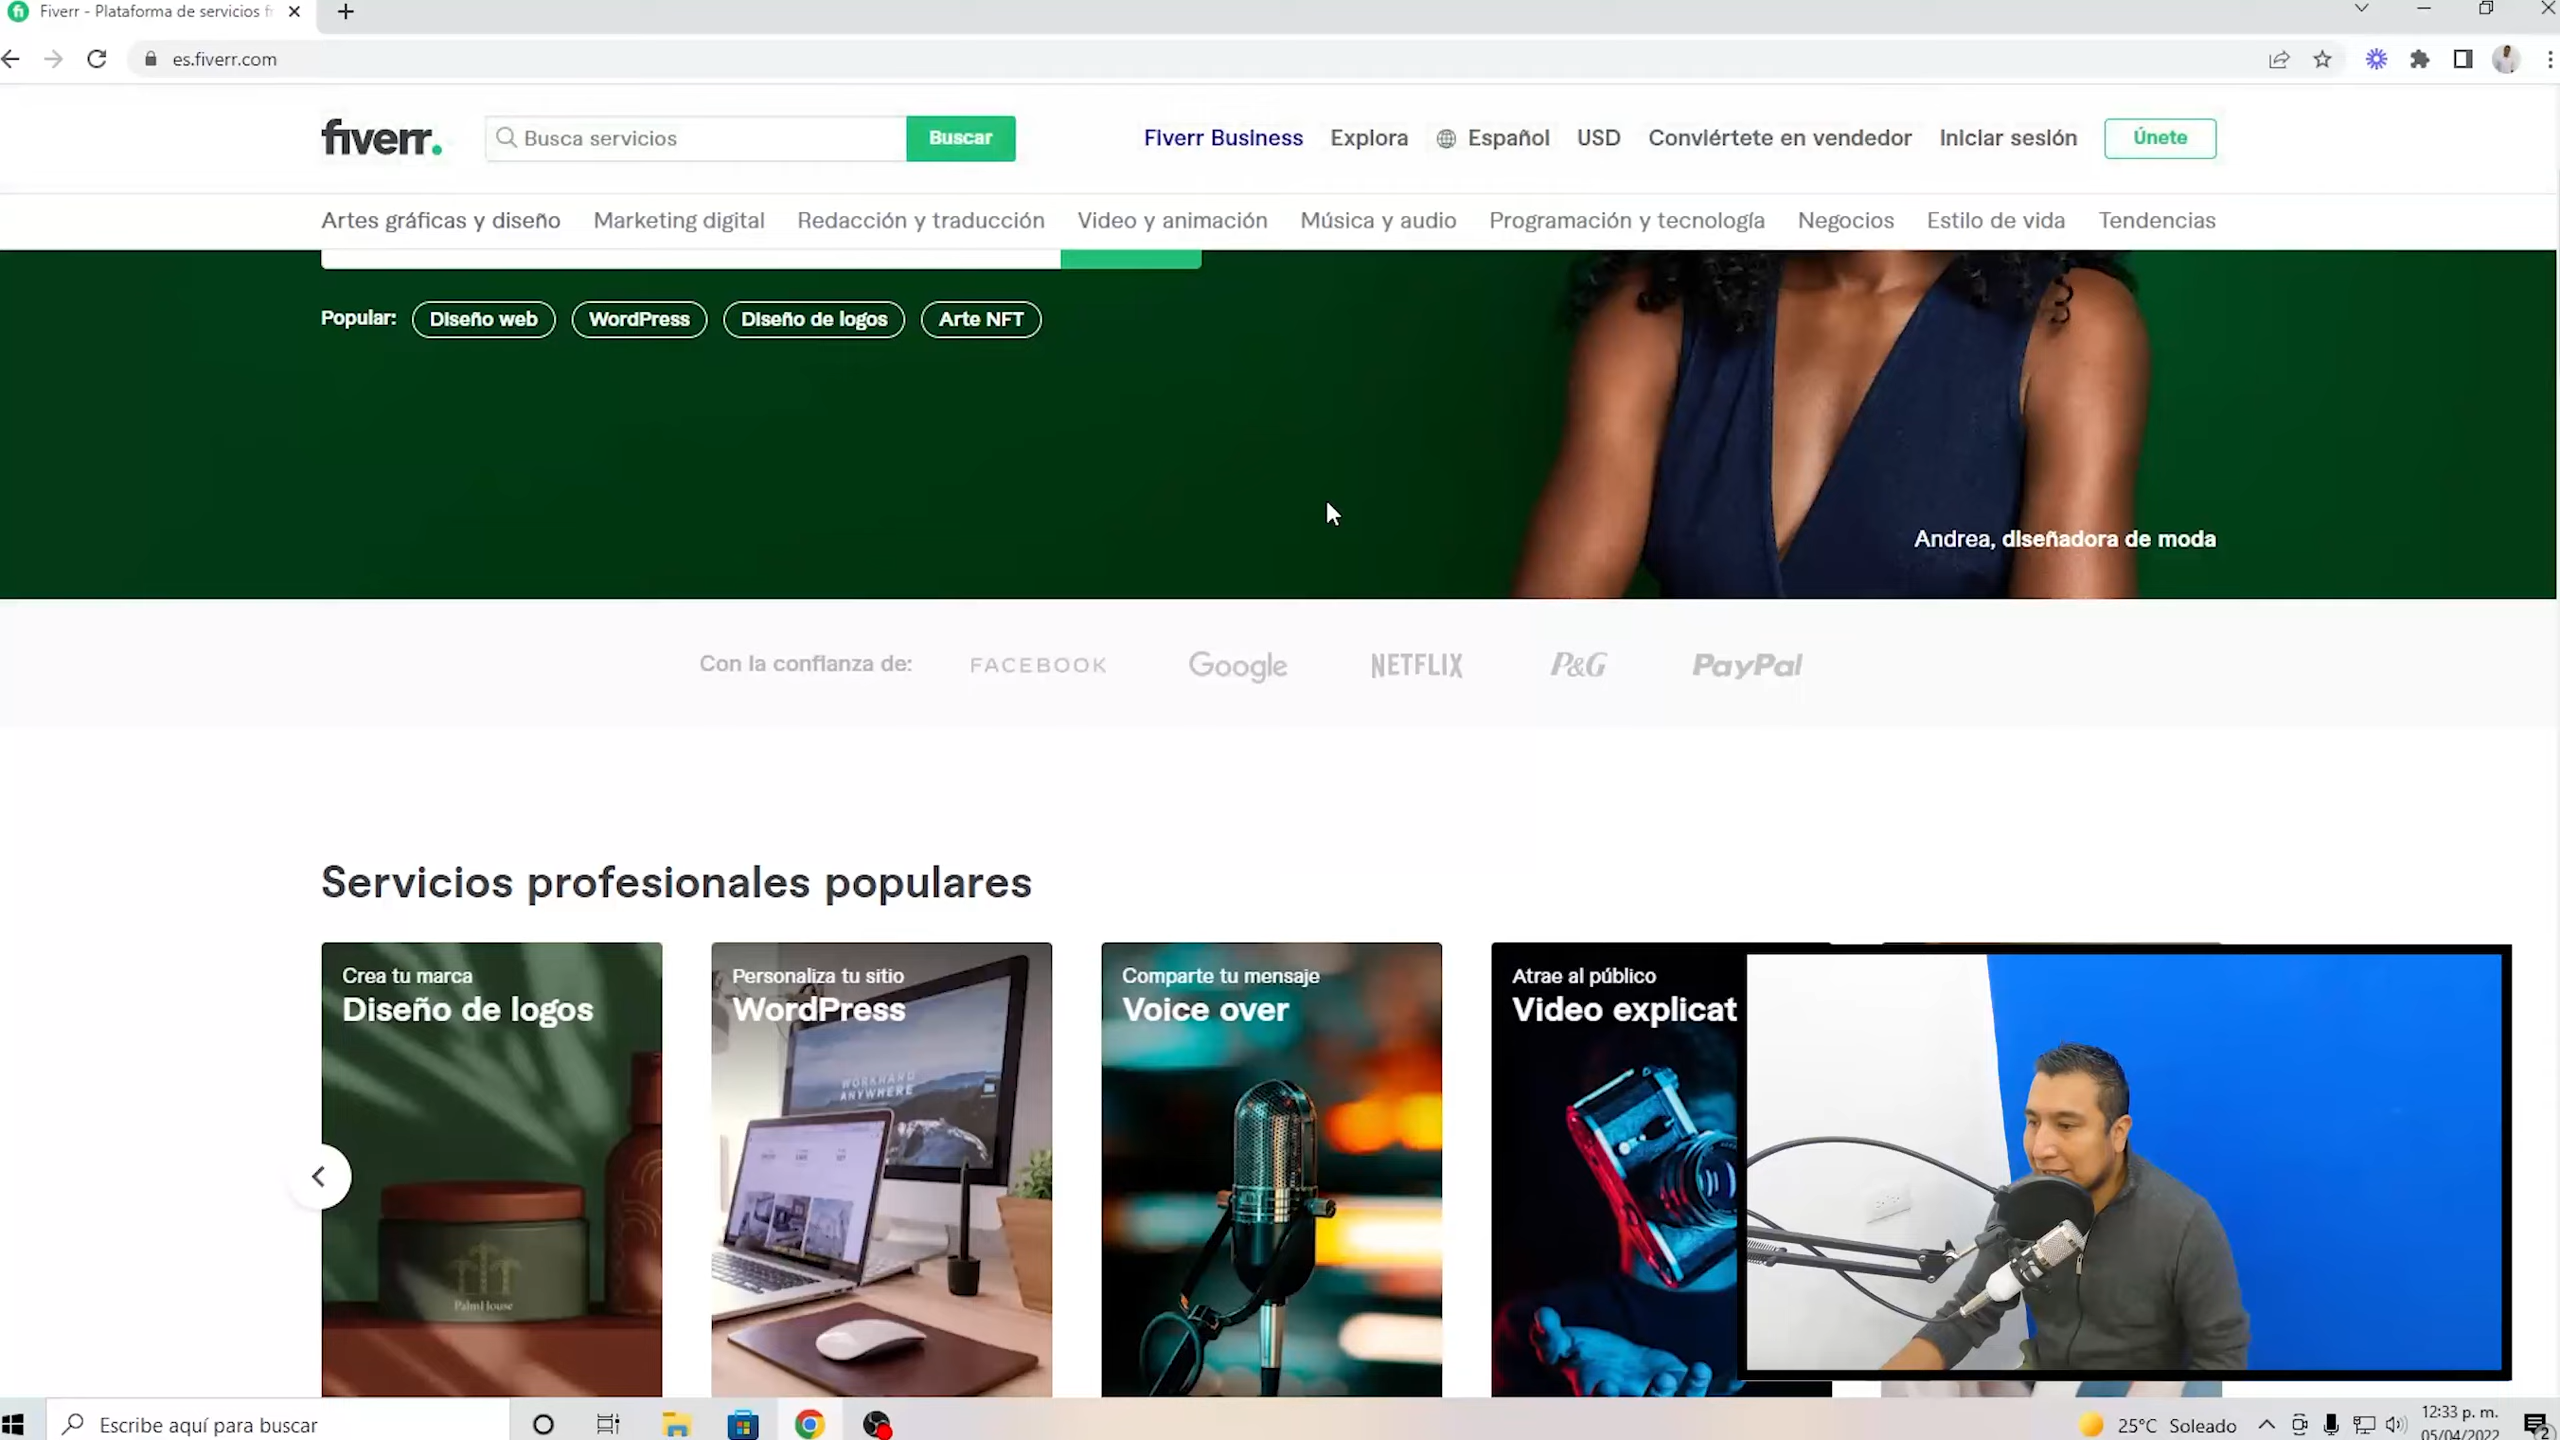 Fiverr - Plataforma de servicios fr
es.fiverr.com
fiverr.
Busca servicios
Buscar
Fiverr Business
Explora
Español
USD
Conviértete en vendedor
Iniciar sesión
Únete
Artes gráficas y diseño
Marketing digital
Redacción y traducción
Video y animación
Música y audio
Programación y tecnología
Negocios
Estilo de vida
Tendencias
Popular:
Diseño web
WordPress
Diseño de logos
Arte NFT
Andrea, diseñadora de moda
Con la confianza de:
FACEBOOK
Google
NETFLIX
P&G
PayPal
Servicios profesionales populares
Crea tu marca
Diseño de logos
PalmHouse
Personaliza tu sitio
WordPress
WORKHARD
ANYWHERE
Comparte tu mensaje
Voice over
Atrae al público
Video explicat
Escribe aquí para buscar
25°C Soleado
12:33 p. m.
05/04/2022
2